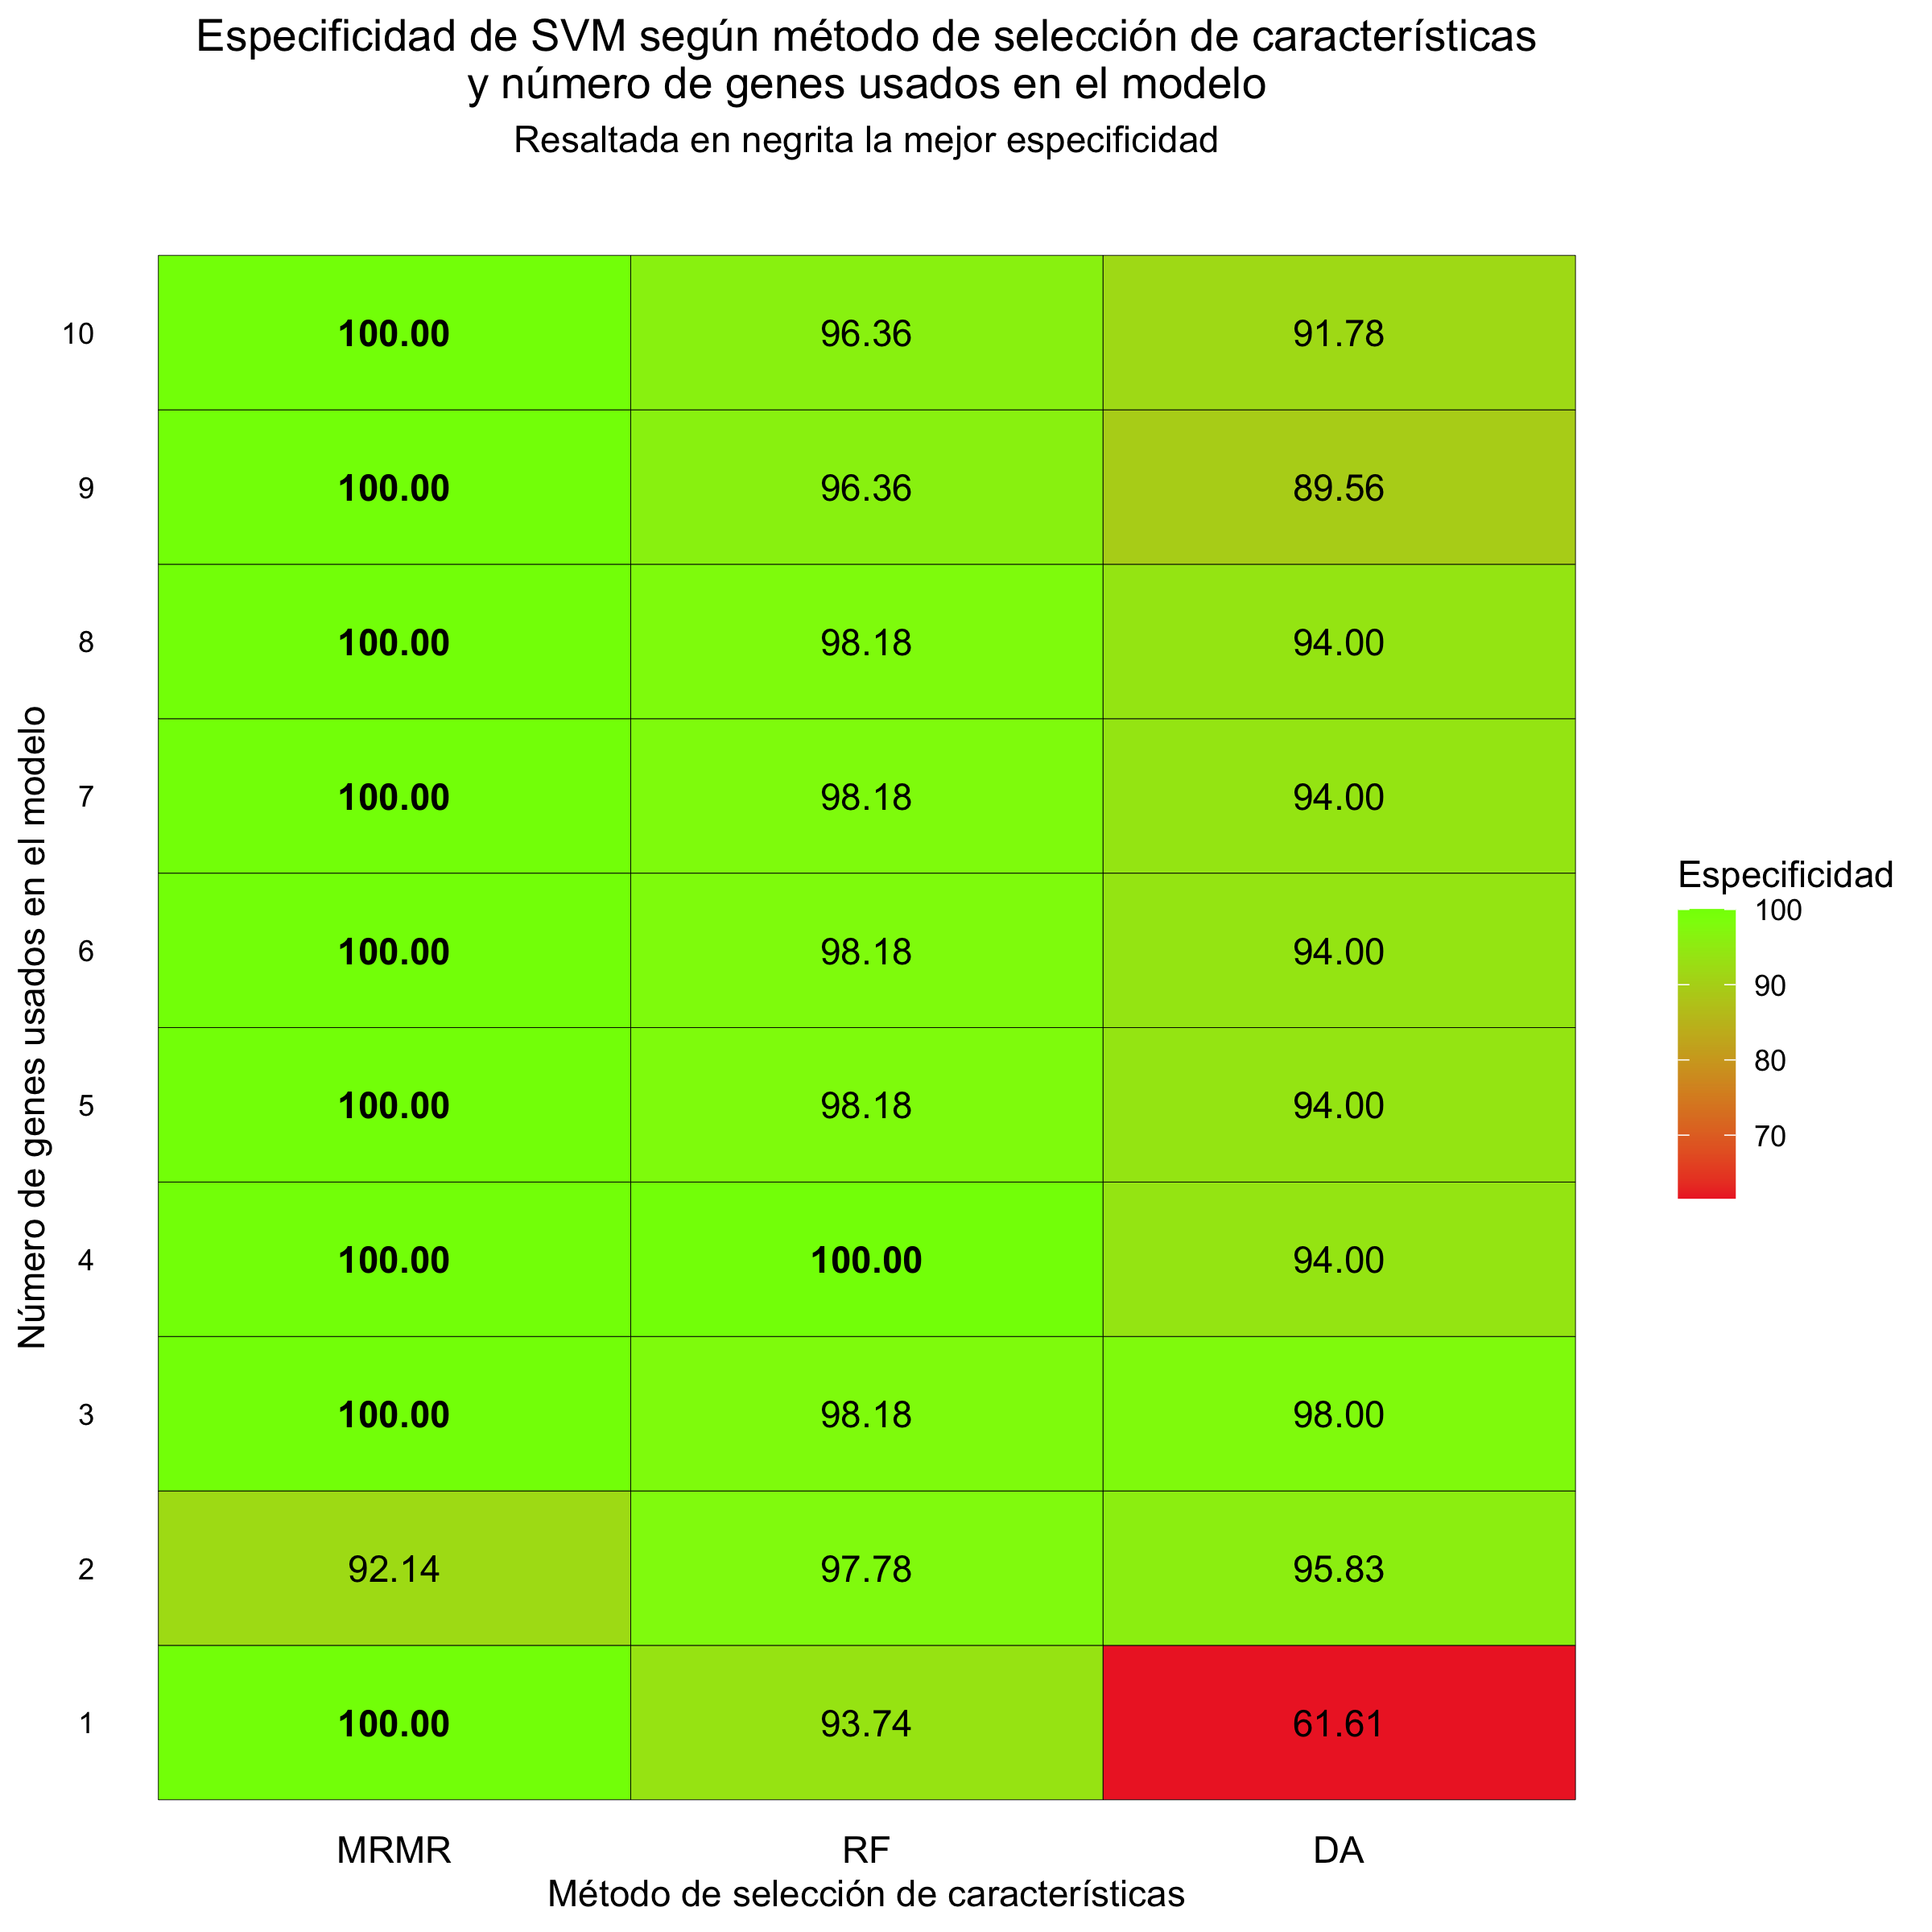 Especificidad de SVM según método de selección de características
y número de genes usados en el modelo
Resaltada en negrita la mejor especificidad
Número de genes usados en el modelo
10 100.00 96.36 91.78
9 100.00 96.36 89.56
8 100.00 98.18 94.00
7 100.00 98.18 94.00
6 100.00 98.18 94.00
5 100.00 98.18 94.00
4 100.00 100.00 94.00
3 100.00 98.18 98.00
2 92.14 97.78 95.83
1 100.00 93.74 61.61
MRMR RF DA
Método de selección de características
Especificidad
100
90
80
70